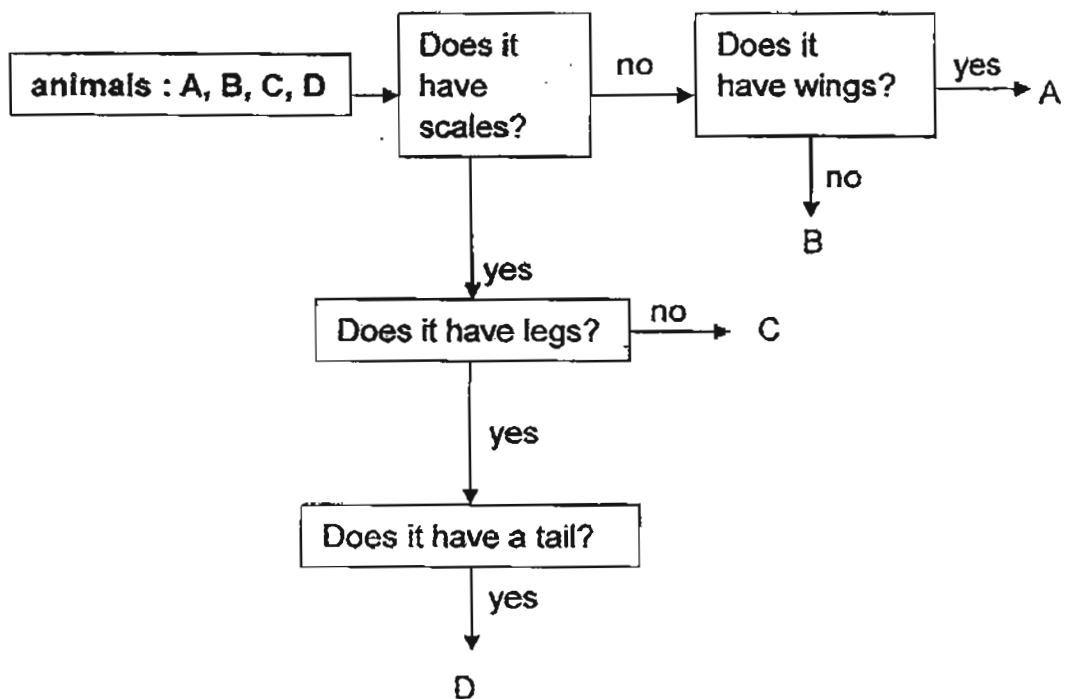 animals : A, B, C, D
Does it
have
scales?
no
Does it
have wings?
yes
A
no
B
yes
Does it have legs?
no
C
yes
Does it have a tail?
yes
D